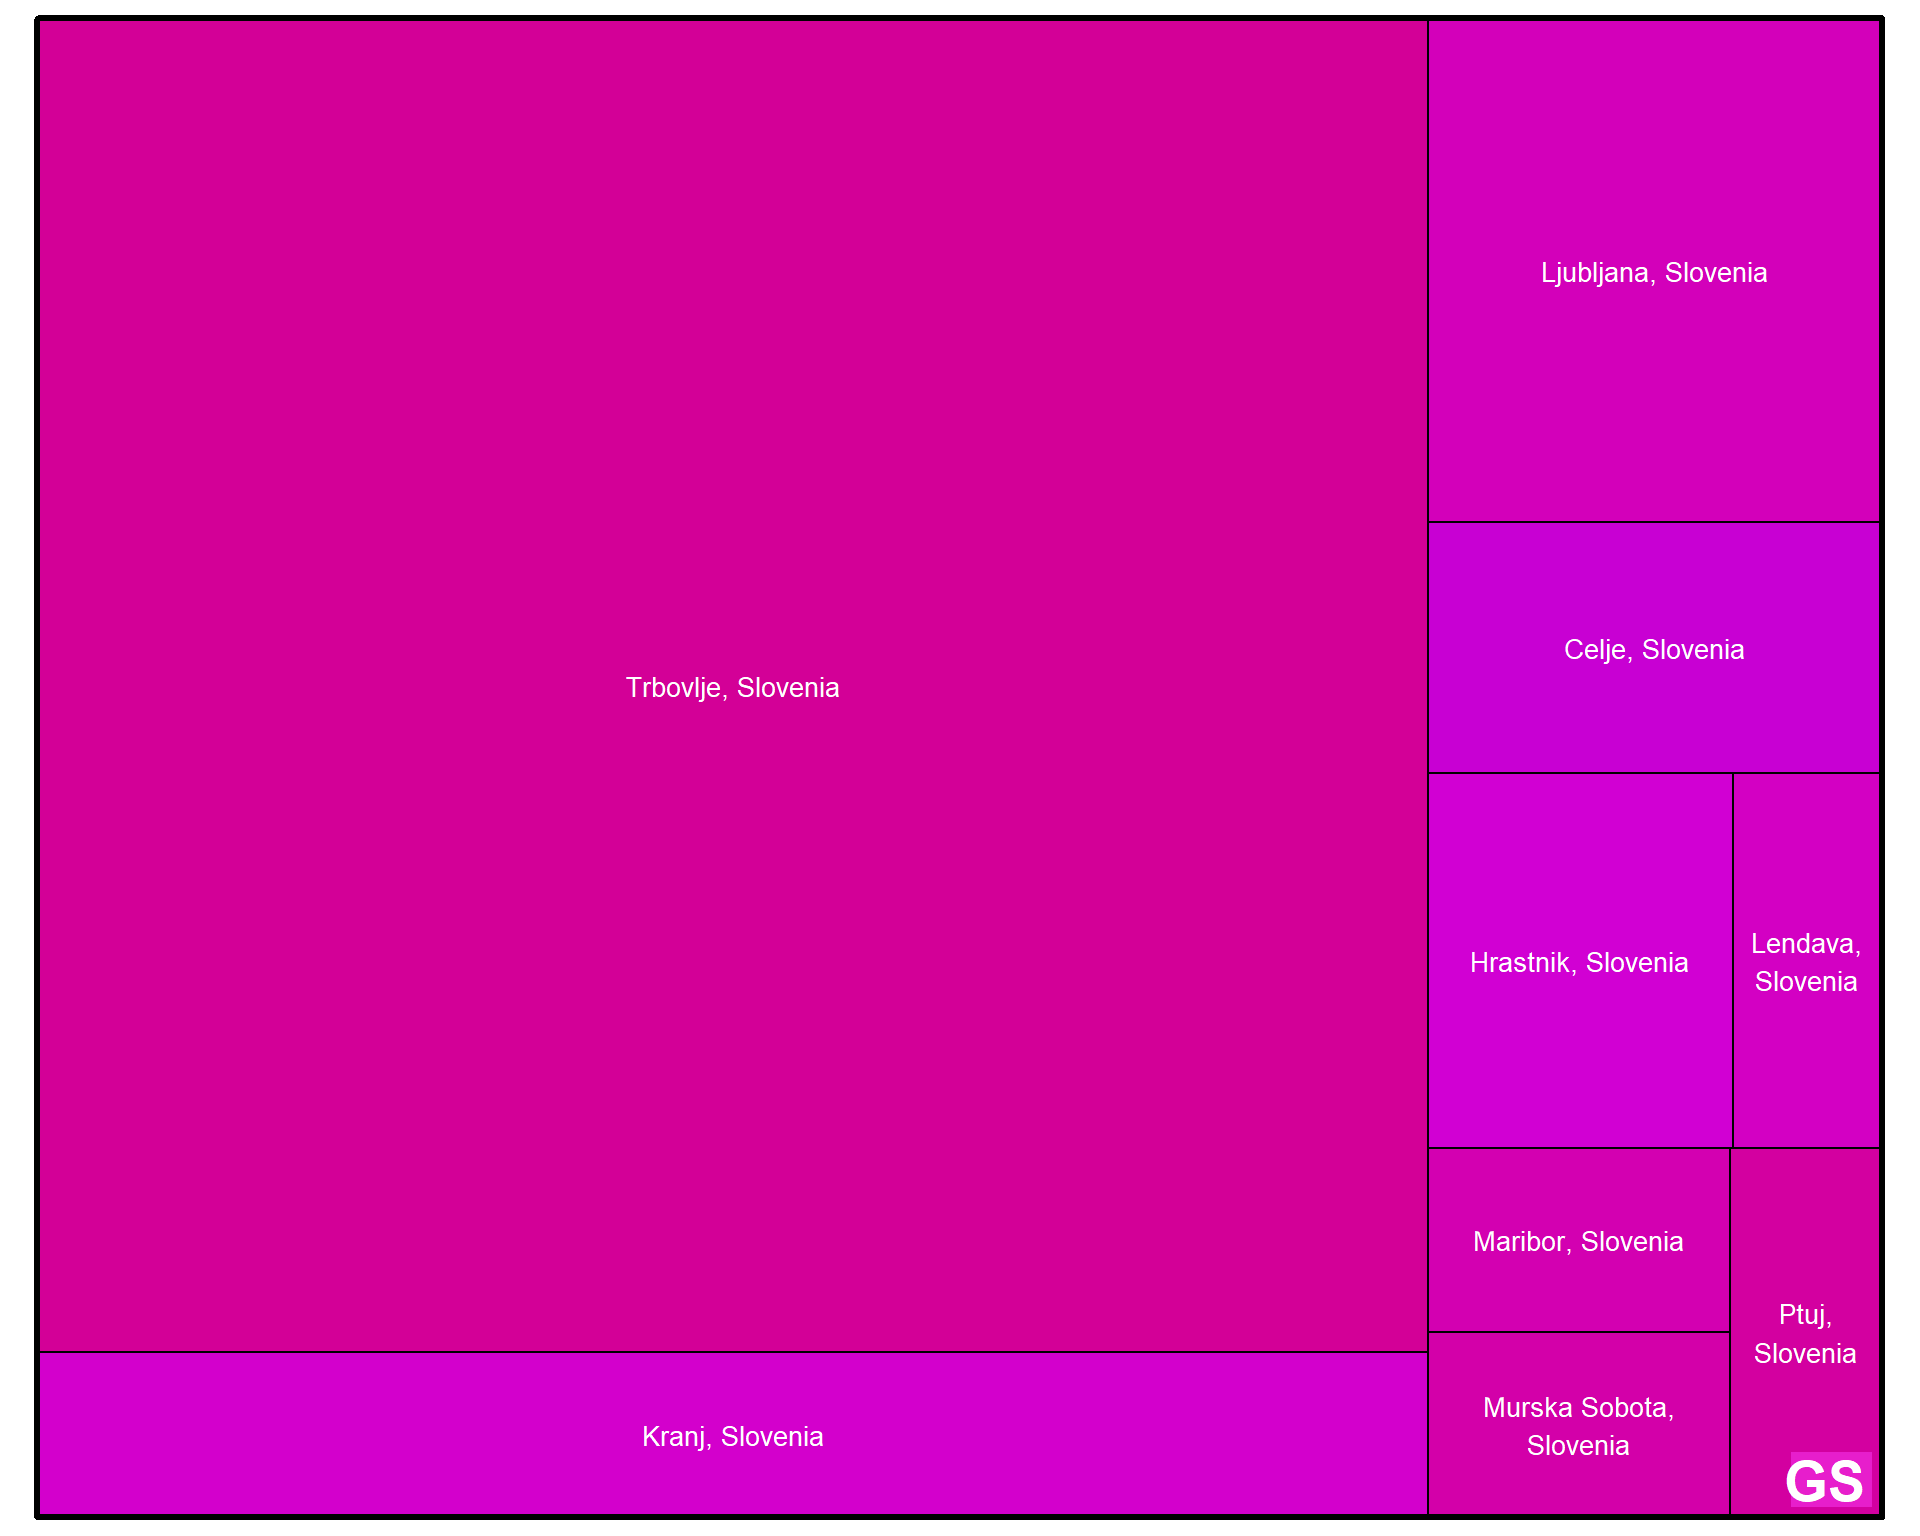 Trbovlje, Slovenia
Kranj, Slovenia
Ljubljana, Slovenia
Celje, Slovenia
Hrastnik, Slovenia
Lendava,
Slovenia
Maribor, Slovenia
Murska Sobota,
Slovenia
Ptuj,
Slovenia
GS